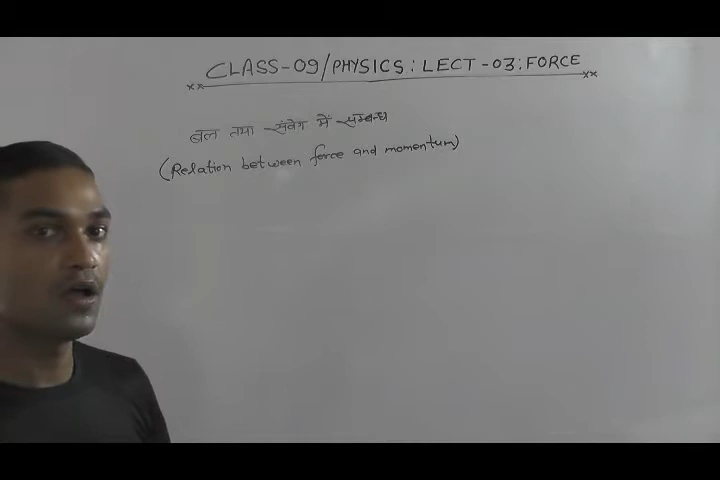 CLASS-09/PHYSICS: LECT-03: FORCE
बल तथा संवेग में सम्बन्ध
(Relation between force and momentum)